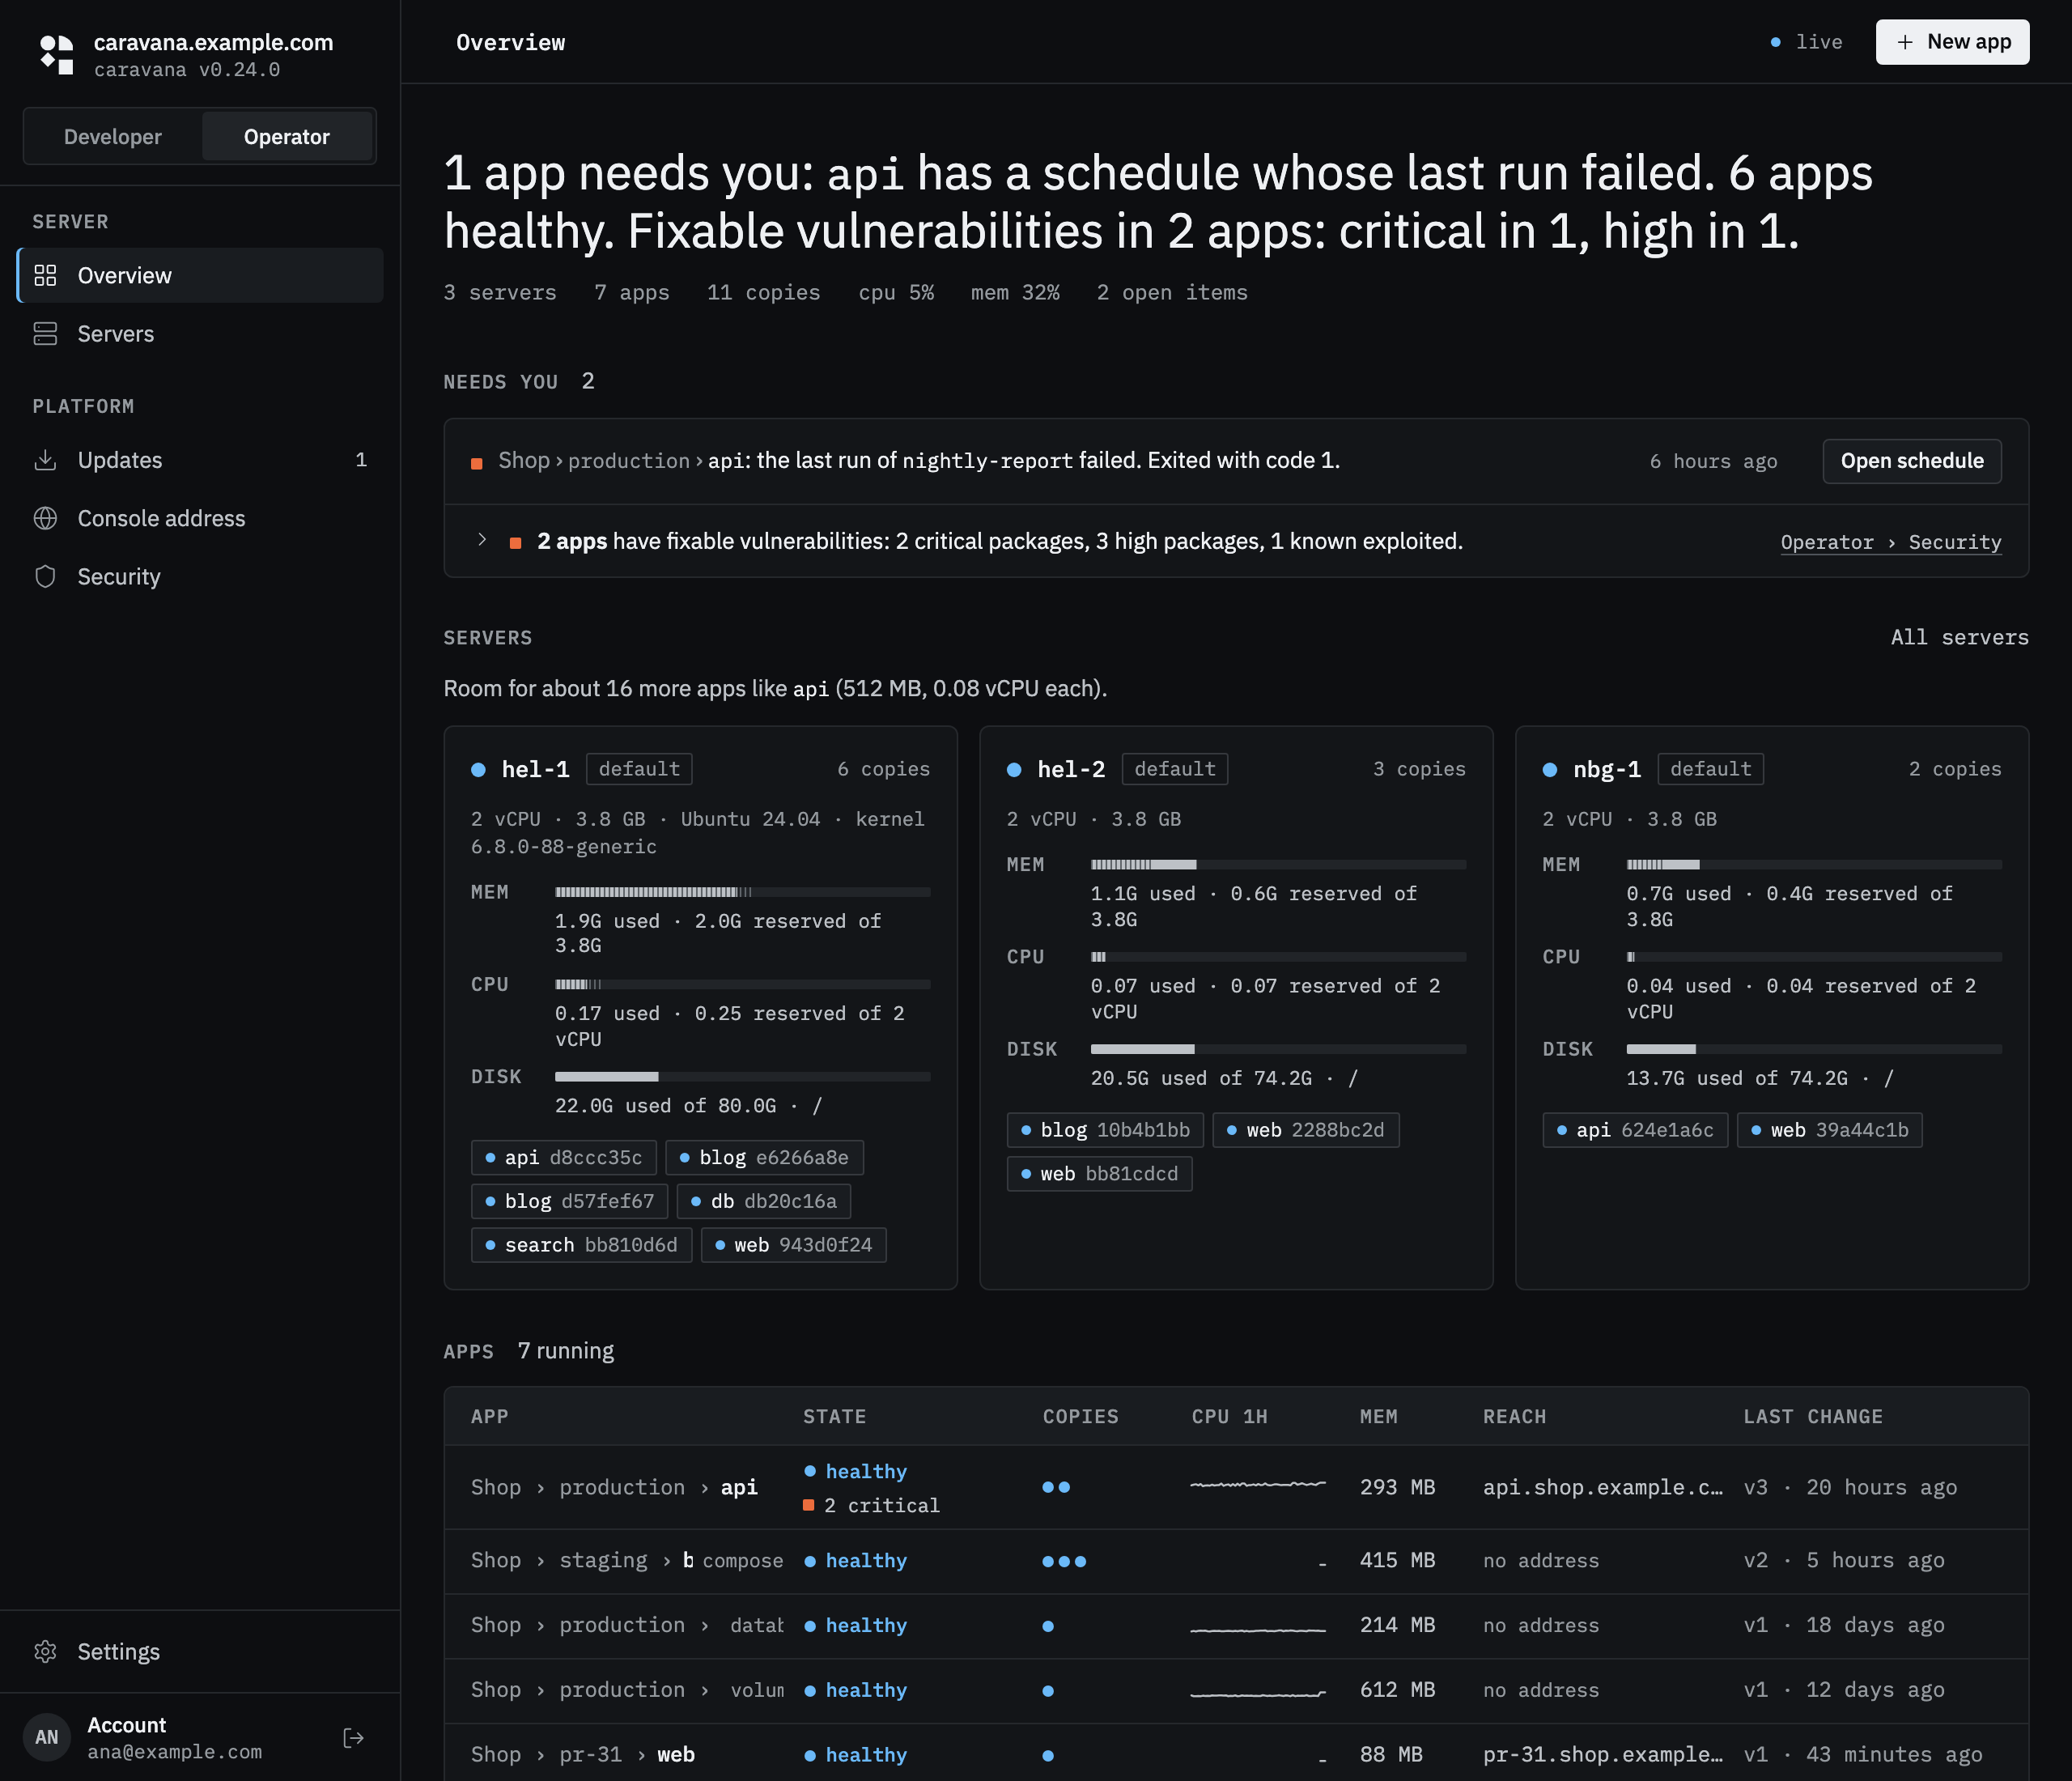 caravana.example.com
caravana v0.24.0
Developer
Operator
SERVER
Overview
Servers
PLATFORM
Updates 1
Console address
Security
Settings
AN
Account
ana@example.com
Overview
live
+ New app
1 app needs you: api has a schedule whose last run failed. 6 apps
healthy. Fixable vulnerabilities in 2 apps: critical in 1, high in 1.
3 servers 7 apps 11 copies cpu 5% mem 32% 2 open items
NEEDS YOU 2
Shop › production › api: the last run of nightly-report failed. Exited with code 1. 6 hours ago Open schedule
2 apps have fixable vulnerabilities: 2 critical packages, 3 high packages, 1 known exploited. Operator › Security
SERVERS All servers
Room for about 16 more apps like api (512 MB, 0.08 vCPU each).
hel-1 default 6 copies
2 vCPU · 3.8 GB · Ubuntu 24.04 · kernel
6.8.0-88-generic
MEM
1.9G used · 2.0G reserved of
3.8G
CPU
0.17 used · 0.25 reserved of 2
vCPU
DISK
22.0G used of 80.0G · /
api d8ccc35c
blog e6266a8e
blog d57fef67
db db20c16a
search bb810d6d
web 943d0f24
hel-2 default 3 copies
2 vCPU · 3.8 GB
MEM
1.1G used · 0.6G reserved of
3.8G
CPU
0.07 used · 0.07 reserved of 2
vCPU
DISK
20.5G used of 74.2G · /
blog 10b4b1bb
web 2288bc2d
web bb81cdcd
nbg-1 default 2 copies
2 vCPU · 3.8 GB
MEM
0.7G used · 0.4G reserved of
3.8G
CPU
0.04 used · 0.04 reserved of 2
vCPU
DISK
13.7G used of 74.2G · /
api 624e1a6c
web 39a44c1b
APPS 7 running
APP STATE COPIES CPU 1H MEM REACH LAST CHANGE
Shop › production › api healthy 293 MB api.shop.example.c… v3 · 20 hours ago
2 critical
Shop › staging › b compose healthy - 415 MB no address v2 · 5 hours ago
Shop › production › datab healthy 214 MB no address v1 · 18 days ago
Shop › production › volum healthy 612 MB no address v1 · 12 days ago
Shop › pr-31 › web healthy - 88 MB pr-31.shop.example… v1 · 43 minutes ago